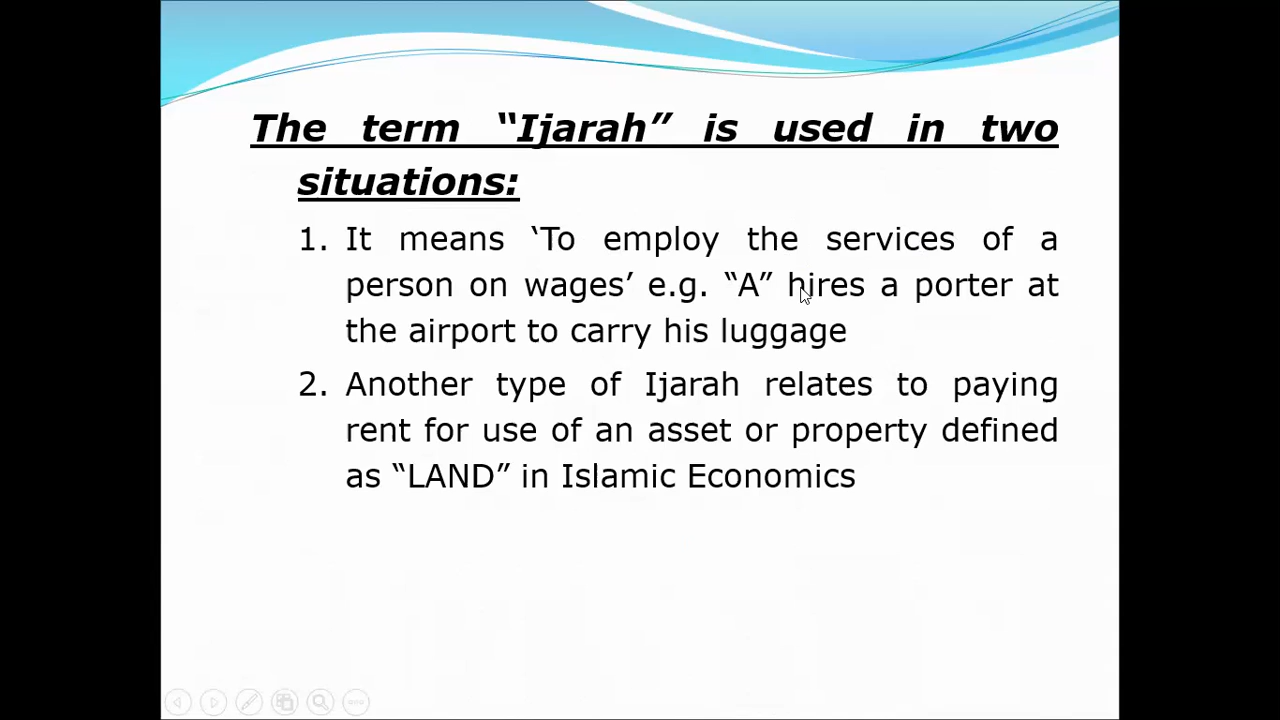 The term “Ijarah” is used in two
situations:
1. It means ‘To employ the services of a
person on wages’ e.g. “A” hires a porter at
the airport to carry his luggage
2. Another type of Ijarah relates to paying
rent for use of an asset or property defined
as “LAND” in Islamic Economics